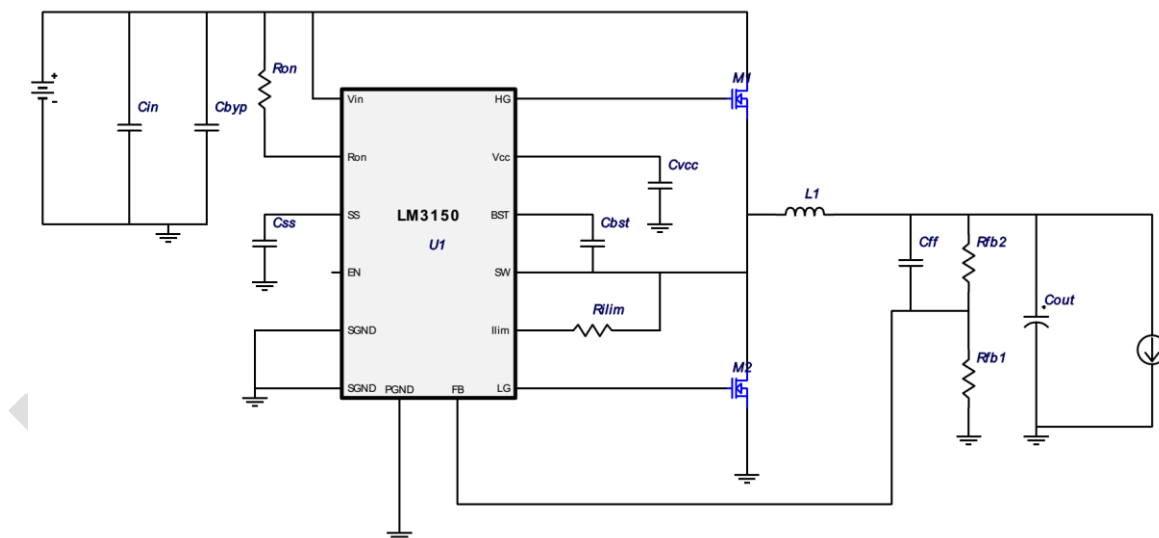 M1
Ron
Cin
Cbyp
Vin
HG
Ron
Vcc
Cvcc
L1
Css
SS
LM3150
BST
Cbst
U1
Cff
Rfb2
EN
SW
Cout
RIlim
SGND
Ilim
Rfb1
M2
SGND
PGND
FB
LG
+
-